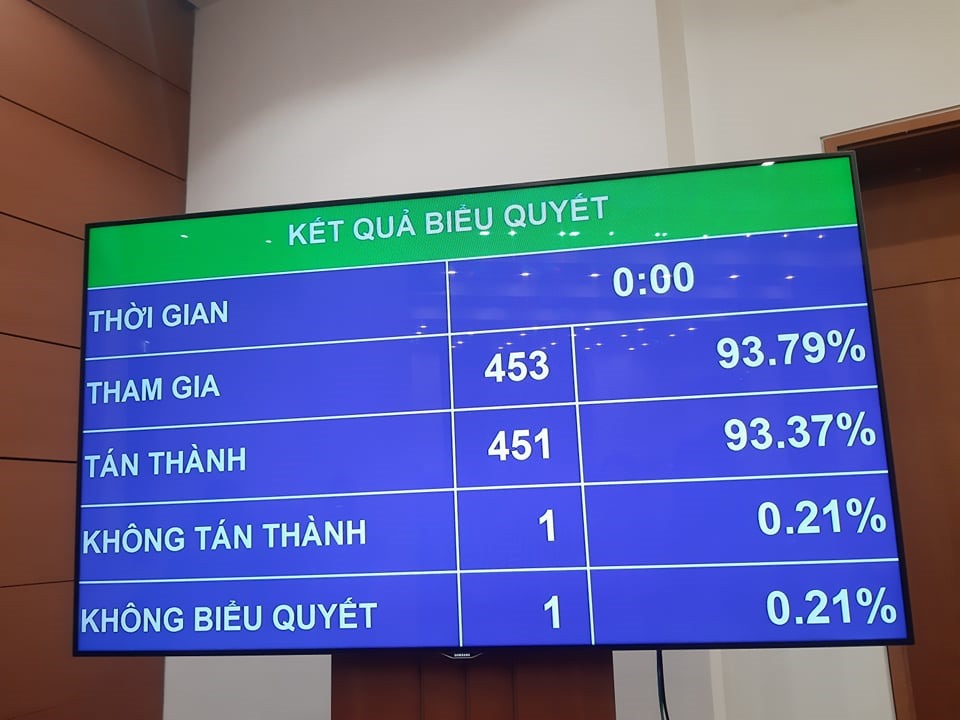 KẾT QUẢ BIỂU QUYẾT
THỜI GIAN 0:00
THAM GIA 453 93.79%
TÁN THÀNH 451 93.37%
KHÔNG TÁN THÀNH 1 0.21%
KHÔNG BIỂU QUYẾT 1 0.21%
SAMSUNG